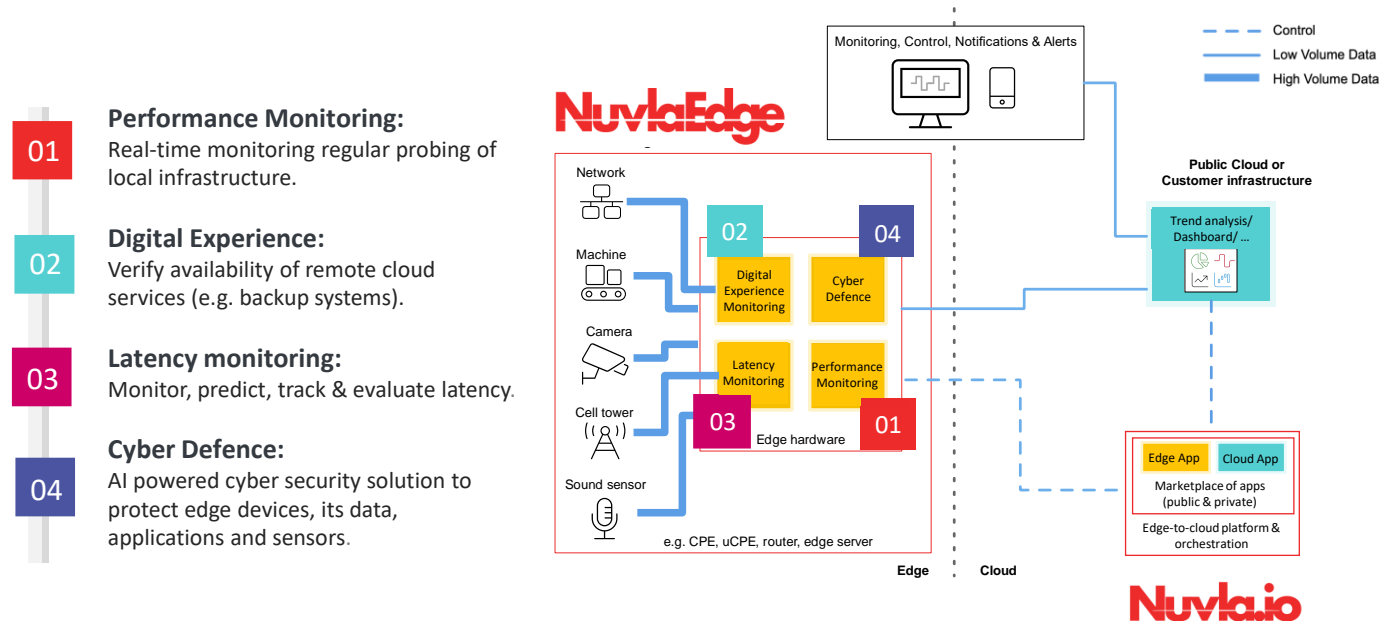 01
Performance Monitoring:
Real-time monitoring regular probing of
local infrastructure.
02
Digital Experience:
Verify availability of remote cloud
services (e.g. backup systems).
03
Latency monitoring:
Monitor, predict, track & evaluate latency.
04
Cyber Defence:
AI powered cyber security solution to
protect edge devices, its data,
applications and sensors.
NuvlaEdge
Network
Machine
Camera
Cell tower
Sound sensor
02
04
Digital
Experience
Monitoring
Cyber
Defence
Latency
Monitoring
Performance
Monitoring
03
01
Edge hardware
e.g. CPE, uCPE, router, edge server
Edge
Cloud
Monitoring, Control, Notifications & Alerts
Control
Low Volume Data
High Volume Data
Public Cloud or
Customer infrastructure
Trend analysis/
Dashboard/ ...
Edge App
Cloud App
Marketplace of apps
(public & private)
Edge-to-cloud platform &
orchestration
Nuvla.io